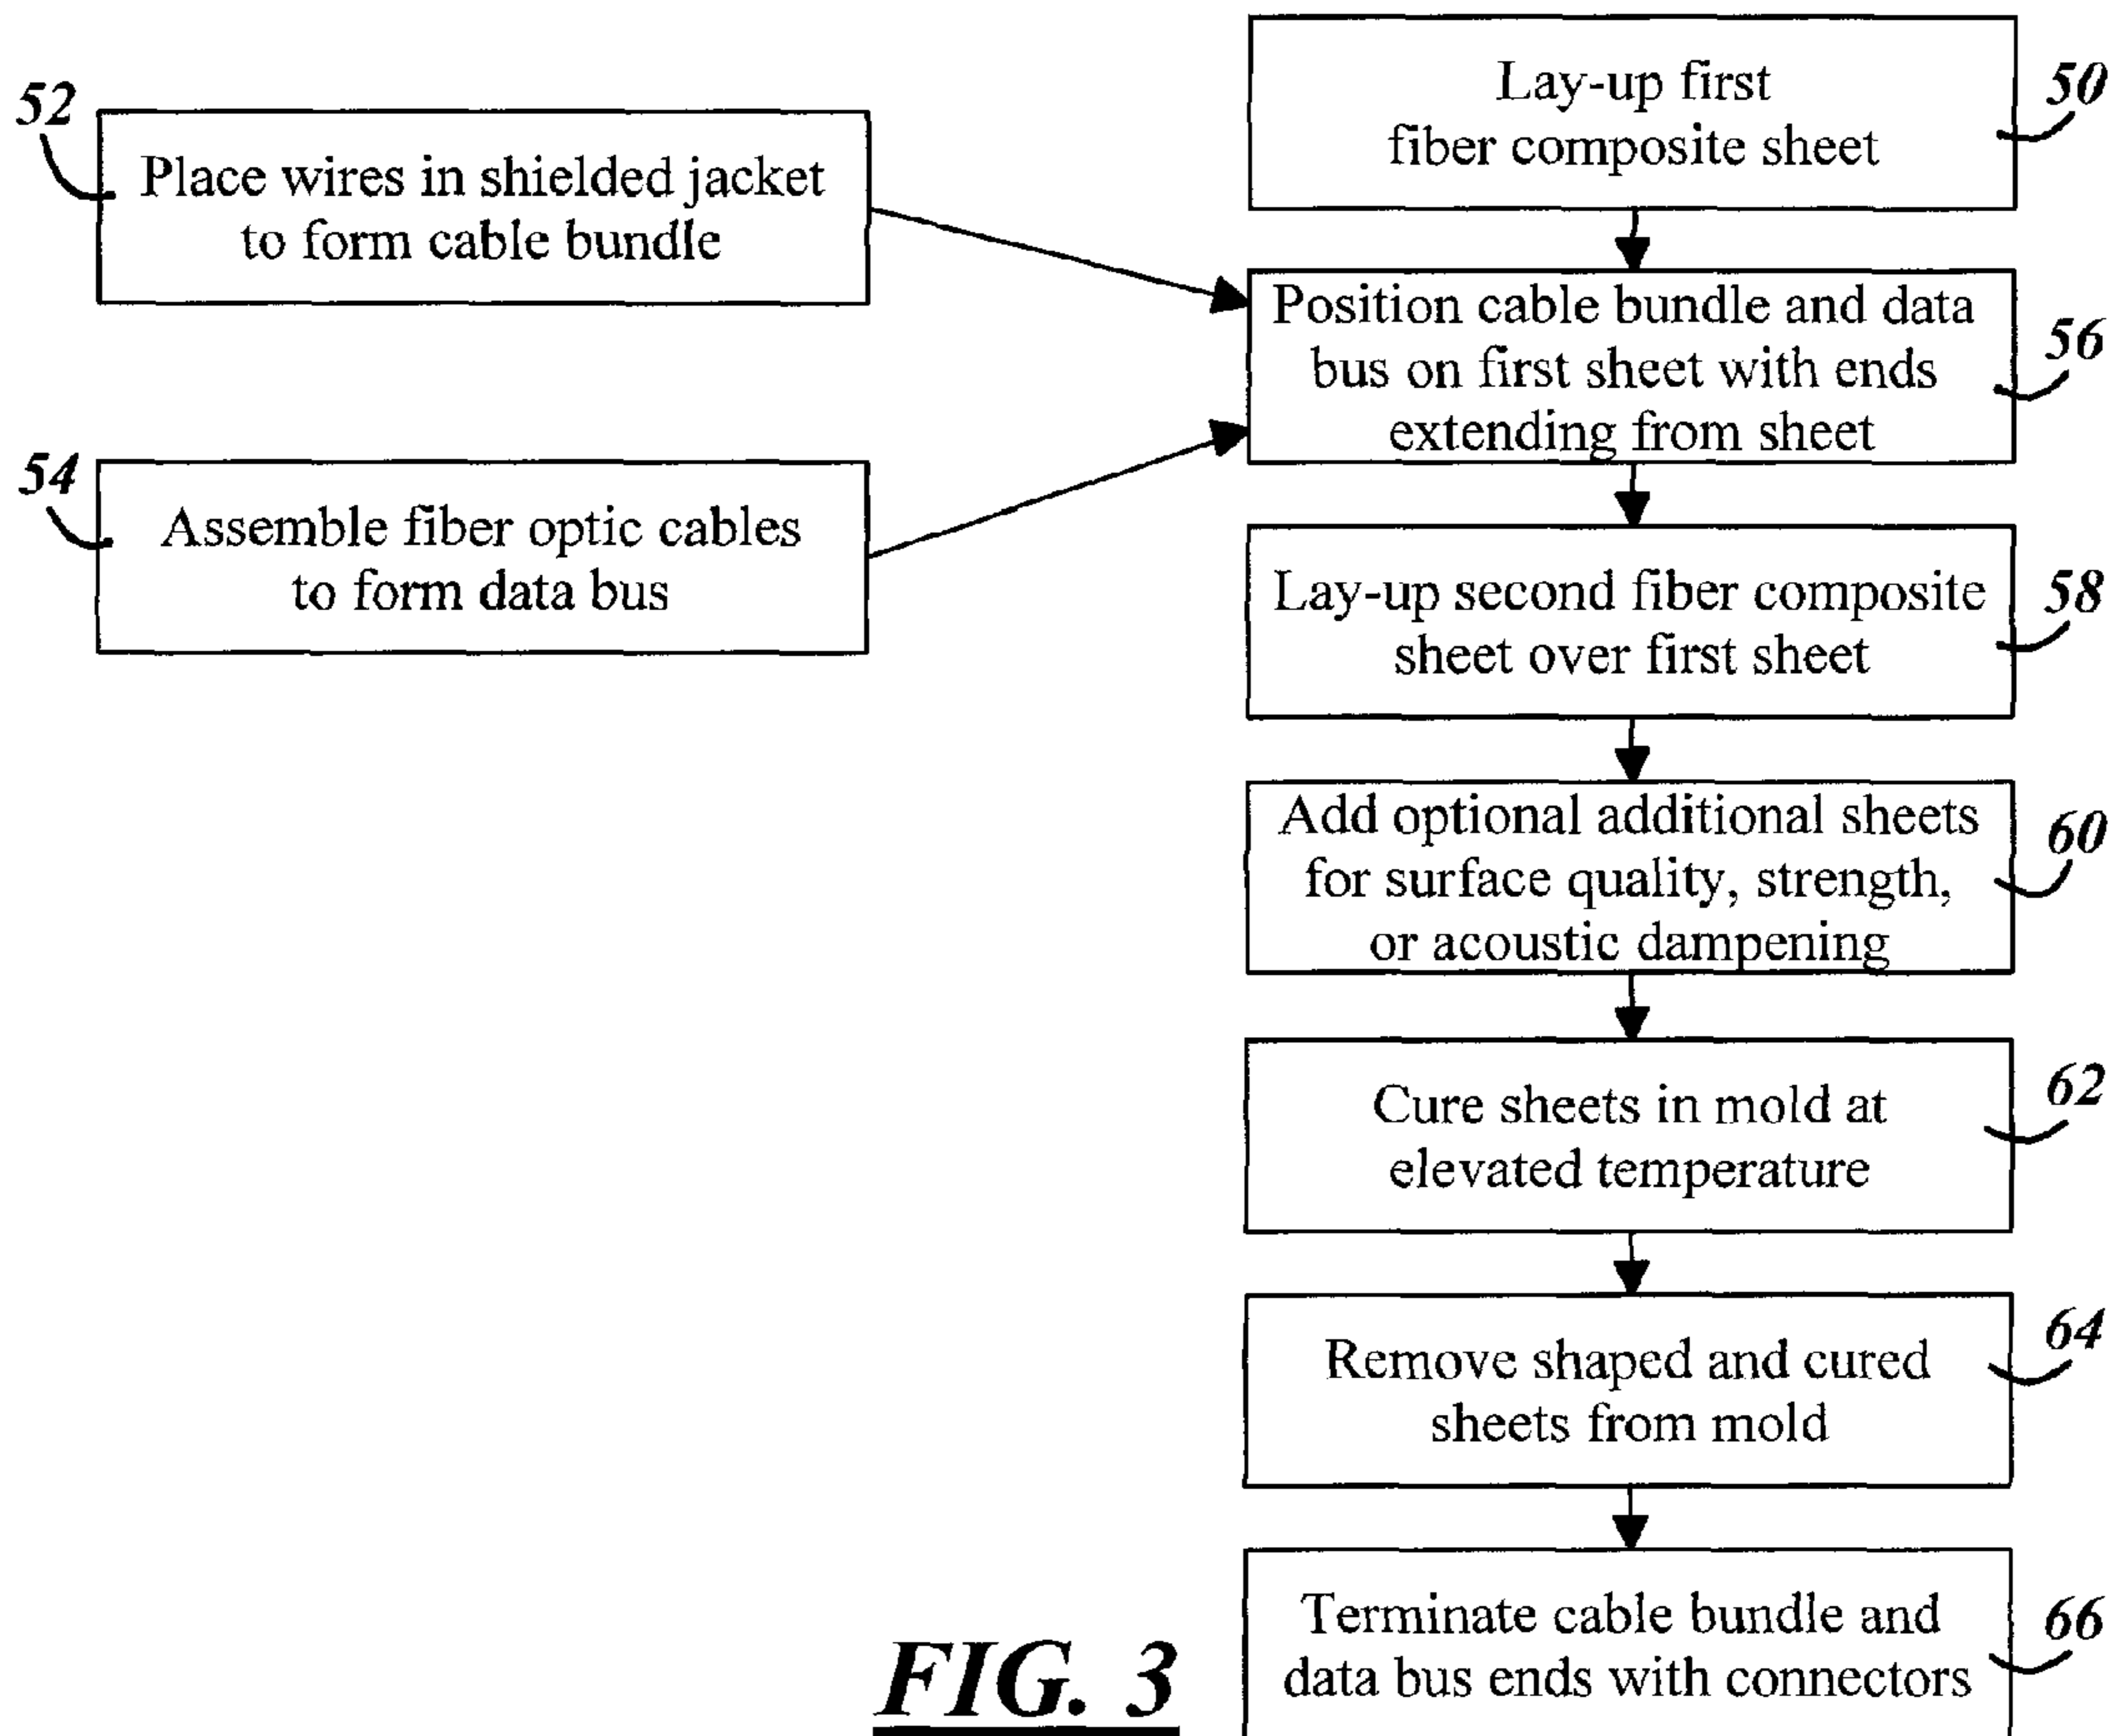 Lay-up first
fiber composite sheet
50
52
Place wires in shielded jacket
to form cable bundle
Position cable bundle and data
bus on first sheet with ends
extending from sheet
56
54
Assemble fiber optic cables
to form data bus
Lay-up second fiber composite
sheet over first sheet
58
Add optional additional sheets
for surface quality, strength,
or acoustic dampening
60
Cure sheets in mold at
elevated temperature
62
Remove shaped and cured
sheets from mold
64
Terminate cable bundle and
data bus ends with connectors
66
FIG. 3